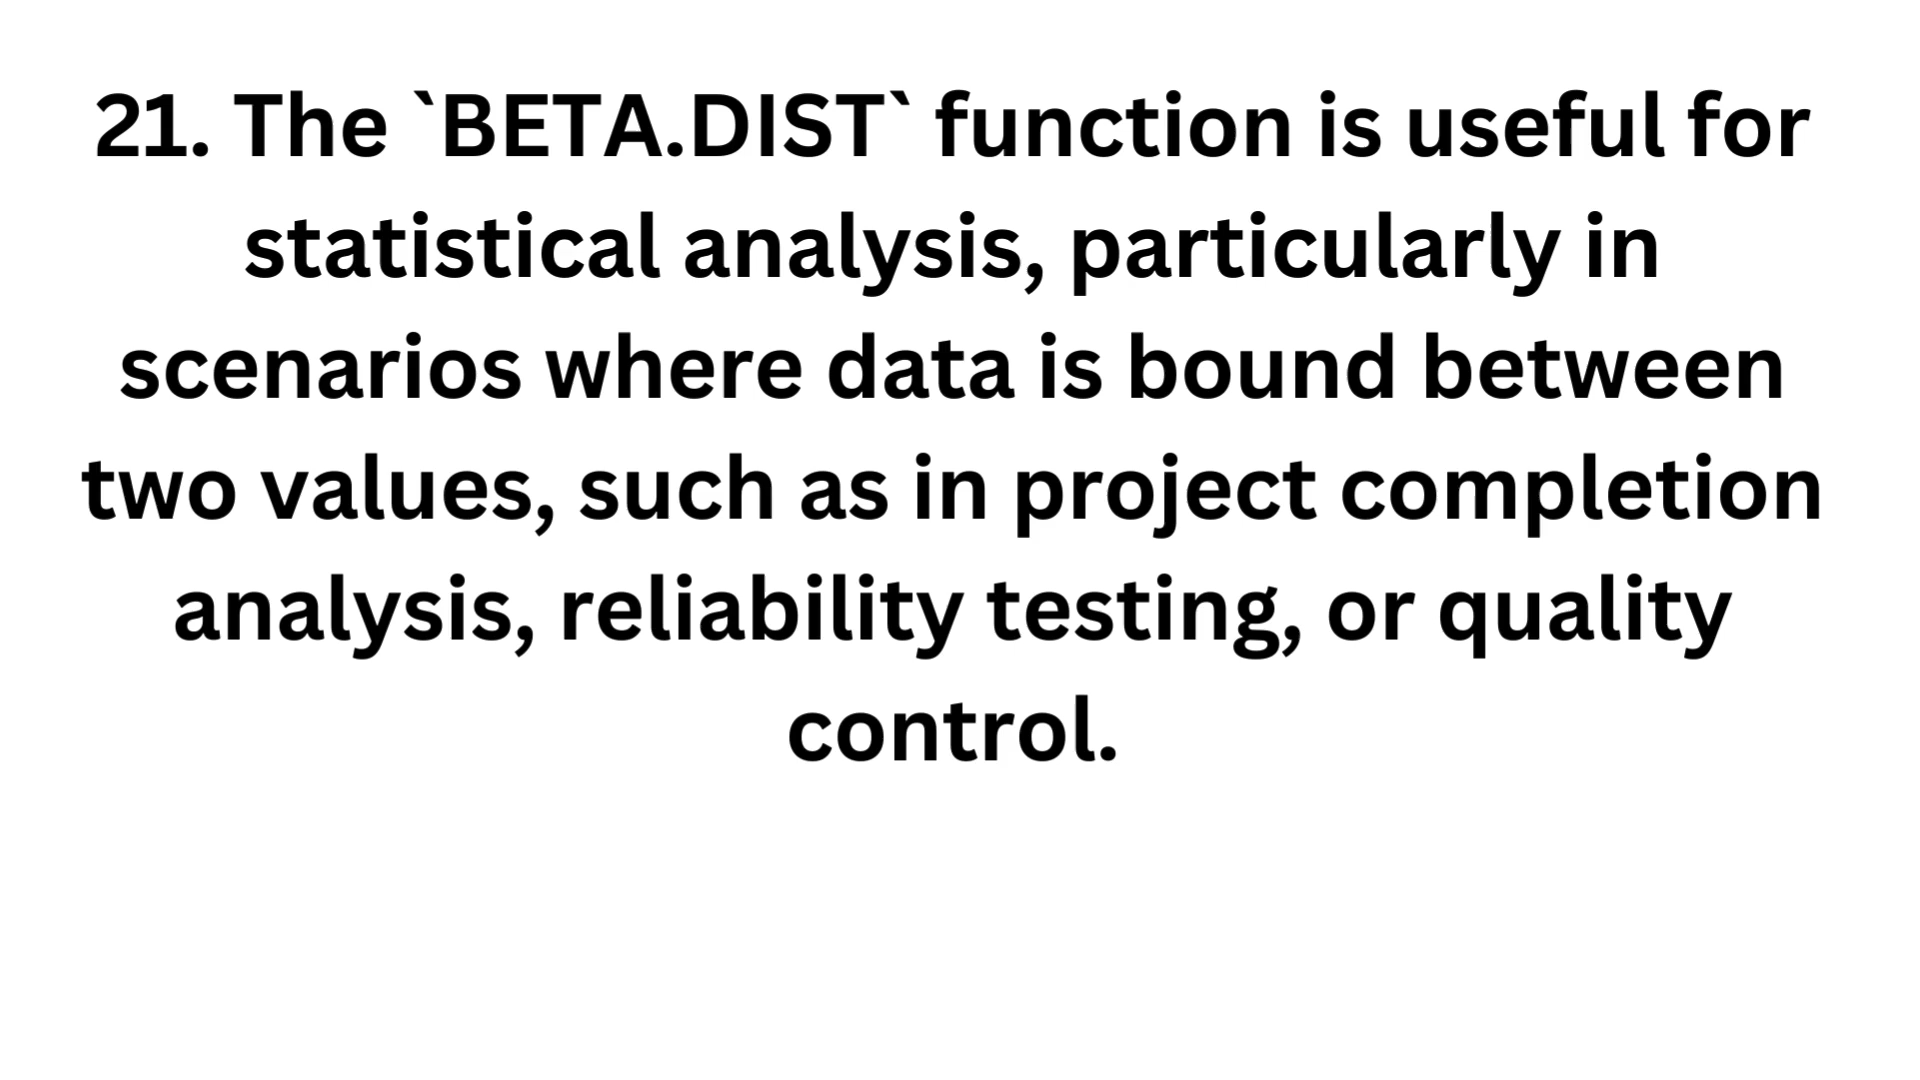 21. The `BETA.DIST` function is useful for
statistical analysis, particularly in
scenarios where data is bound between
two values, such as in project completion
analysis, reliability testing, or quality
control.